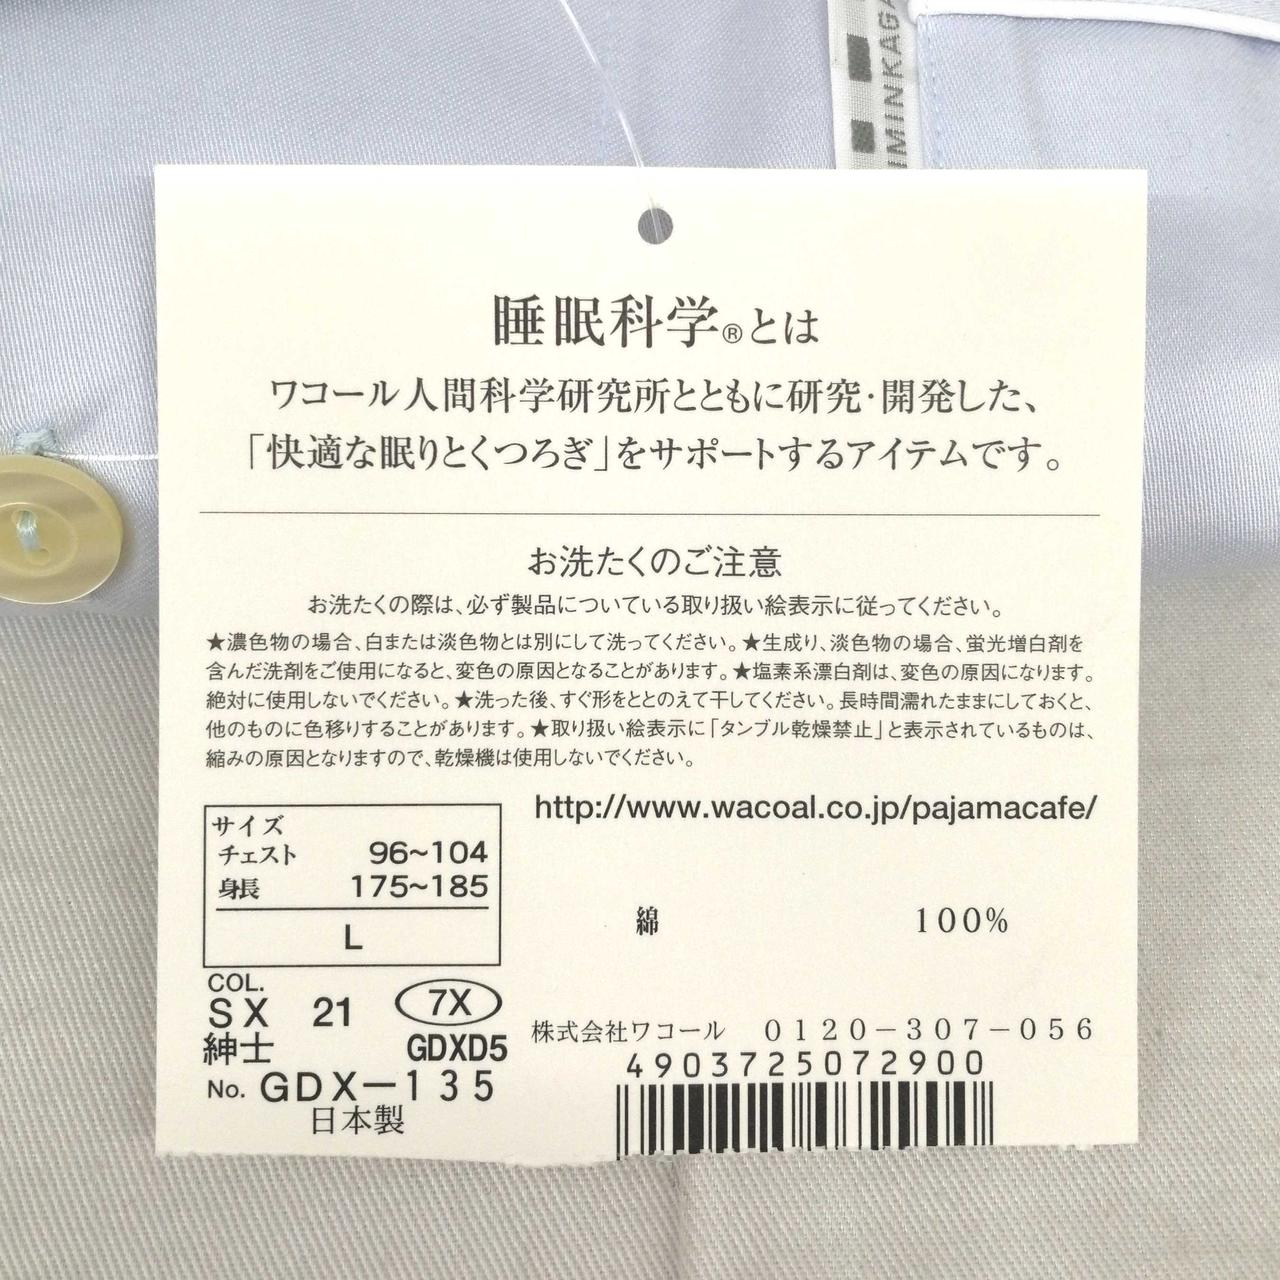 IMINKAGA
睡眠科学®とは
ワコール人間科学研究所とともに研究・開発した、
「快適な眠りとくつろぎ」をサポートするアイテムです。
お洗たくのご注意
お洗たくの際は、必ず製品についている取り扱い絵表示に従ってください。
★濃色物の場合、白または淡色物とは別にして洗ってください。★生成り、淡色物の場合、蛍光増白剤を
含んだ洗剤をご使用になると、変色の原因となることがあります。★塩素系漂白剤は、変色の原因になります。
絶対に使用しないでください。★洗った後、すぐ形をととのえて干してください。長時間濡れたままにしておくと、
他のものに色移りすることがあります。★取り扱い絵表示に「タンブル乾燥禁止」と表示されているものは、
縮みの原因となりますので、乾燥機は使用しないでください。
http://www.wacoal.co.jp/pajamacafe/
サイズ
チェスト 96~104
身長 175~185
L
綿 100%
COL.
SX 21 7X
紳士 GDXD5
No. GDX-135
日本製
株式会社ワコール 0120-307-056
4903725072900